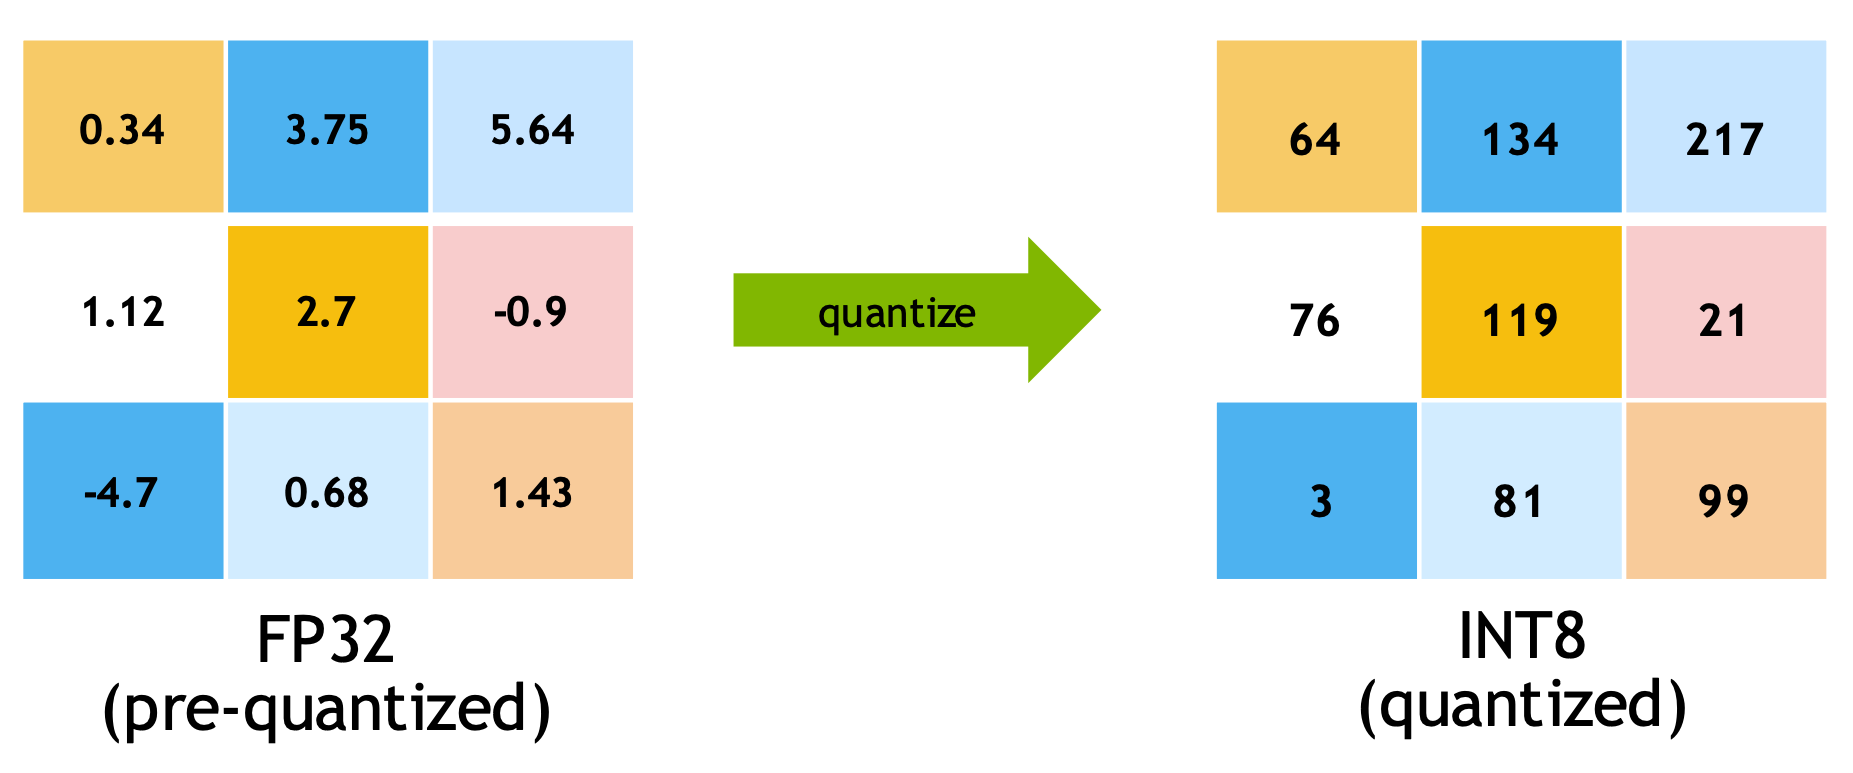 0.34 3.75 5.64
64 134 217
1.12 2.7 -0.9
quantize
76 119 21
-4.7 0.68 1.43
3 81 99
FP32
(pre-quantized)
INT8
(quantized)